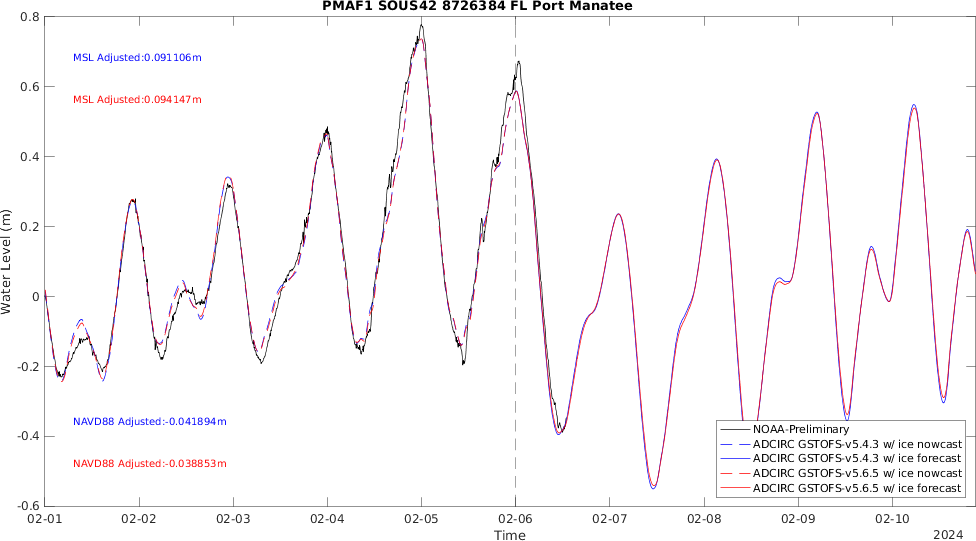 PMAF1 SOUS42 8726384 FL Port Manatee
0.8
0.6
0.4
0.2
0
-0.2
-0.4
-0.6
Water Level (m)
MSL Adjusted:0.091106m
MSL Adjusted:0.094147m
NAVD88 Adjusted:-0.041894m
NAVD88 Adjusted:-0.038853m
NOAA-Preliminary
ADCIRC GSTOFS-v5.4.3 w/ ice nowcast
ADCIRC GSTOFS-v5.4.3 w/ ice forecast
ADCIRC GSTOFS-v5.6.5 w/ ice nowcast
ADCIRC GSTOFS-v5.6.5 w/ ice forecast
02-01 02-02 02-03 02-04 02-05 02-06 02-07 02-08 02-09 02-10
Time
2024